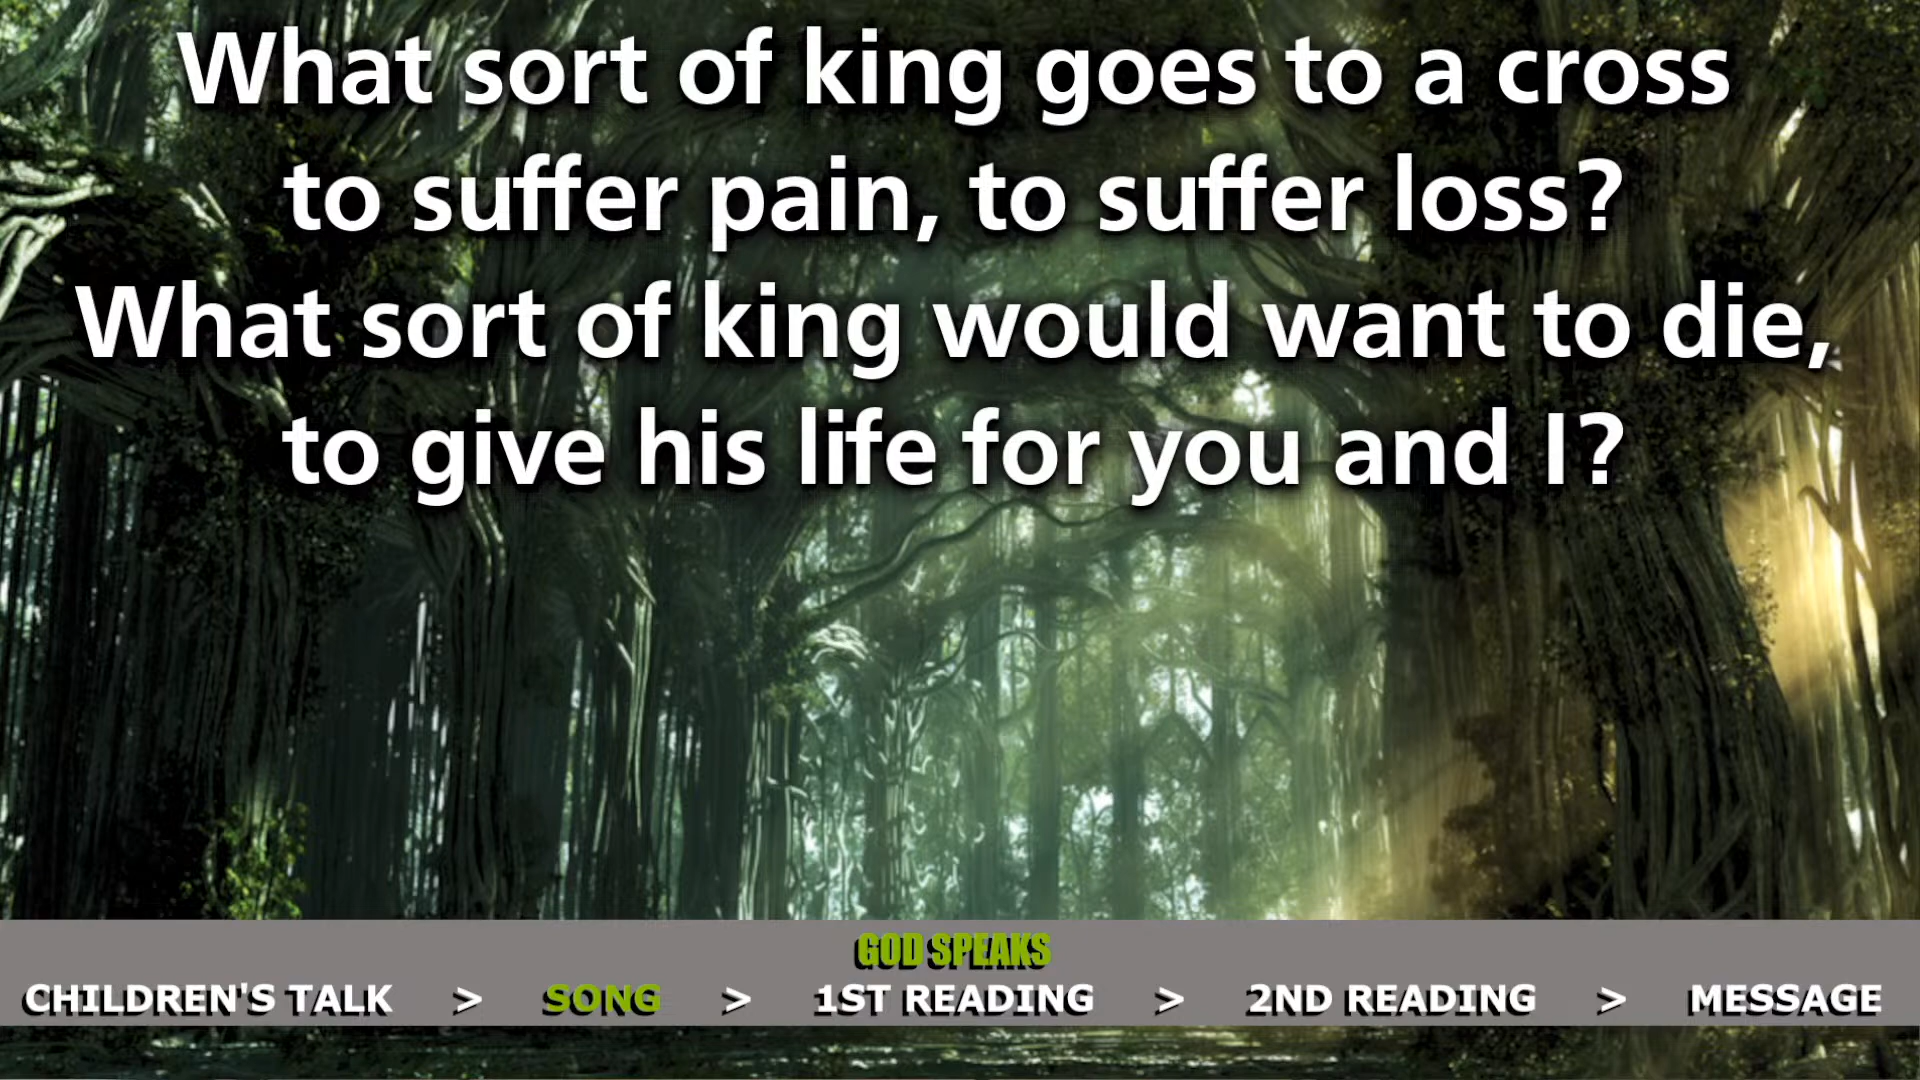 What sort of king goes to a cross
to suffer pain, to suffer loss?
What sort of king would want to die,
to give his life for you and I?
GOD SPEAKS
CHILDREN'S TALK > SONG > 1ST READING > 2ND READING > MESSAGE